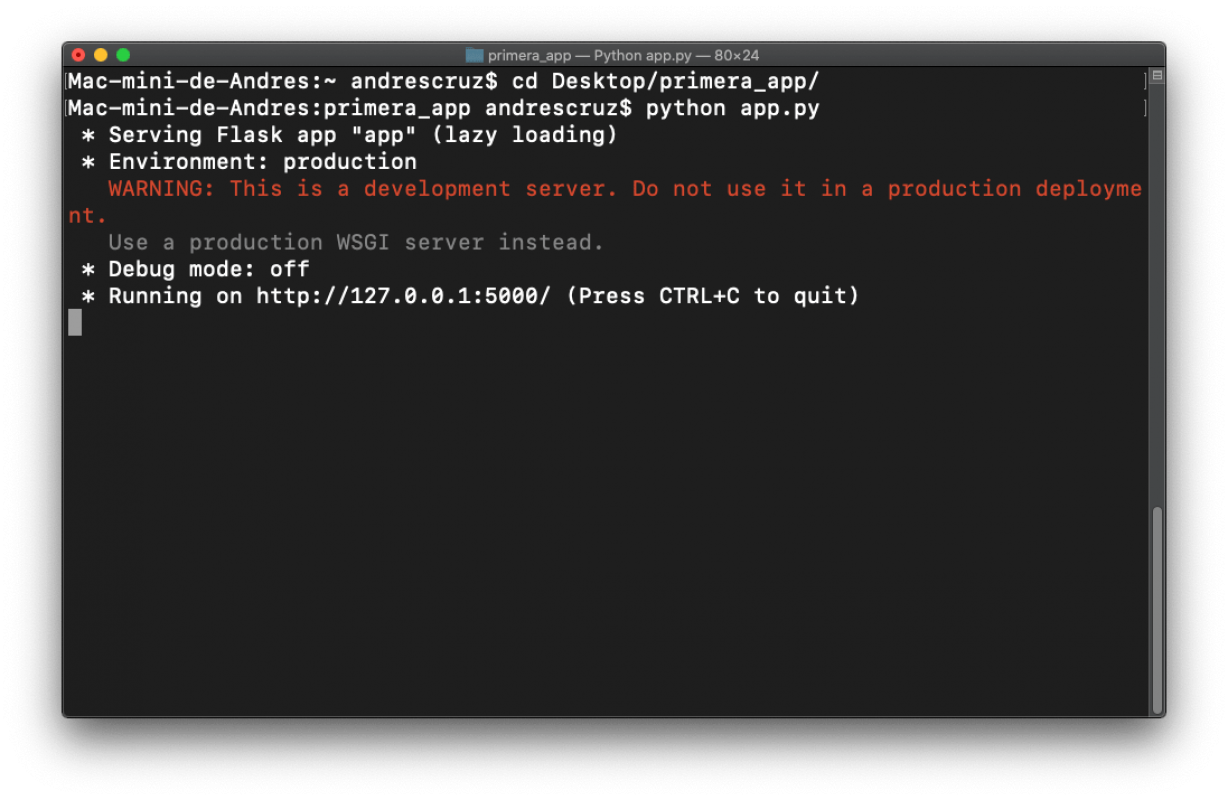 primera_app — Python app.py — 80×24
Mac-mini-de-Andres:~ andrescruz$ cd Desktop/primera_app/
Mac-mini-de-Andres:primera_app andrescruz$ python app.py
 * Serving Flask app "app" (lazy loading)
 * Environment: production
   WARNING: This is a development server. Do not use it in a production deployme
nt.
   Use a production WSGI server instead.
 * Debug mode: off
 * Running on http://127.0.0.1:5000/ (Press CTRL+C to quit)